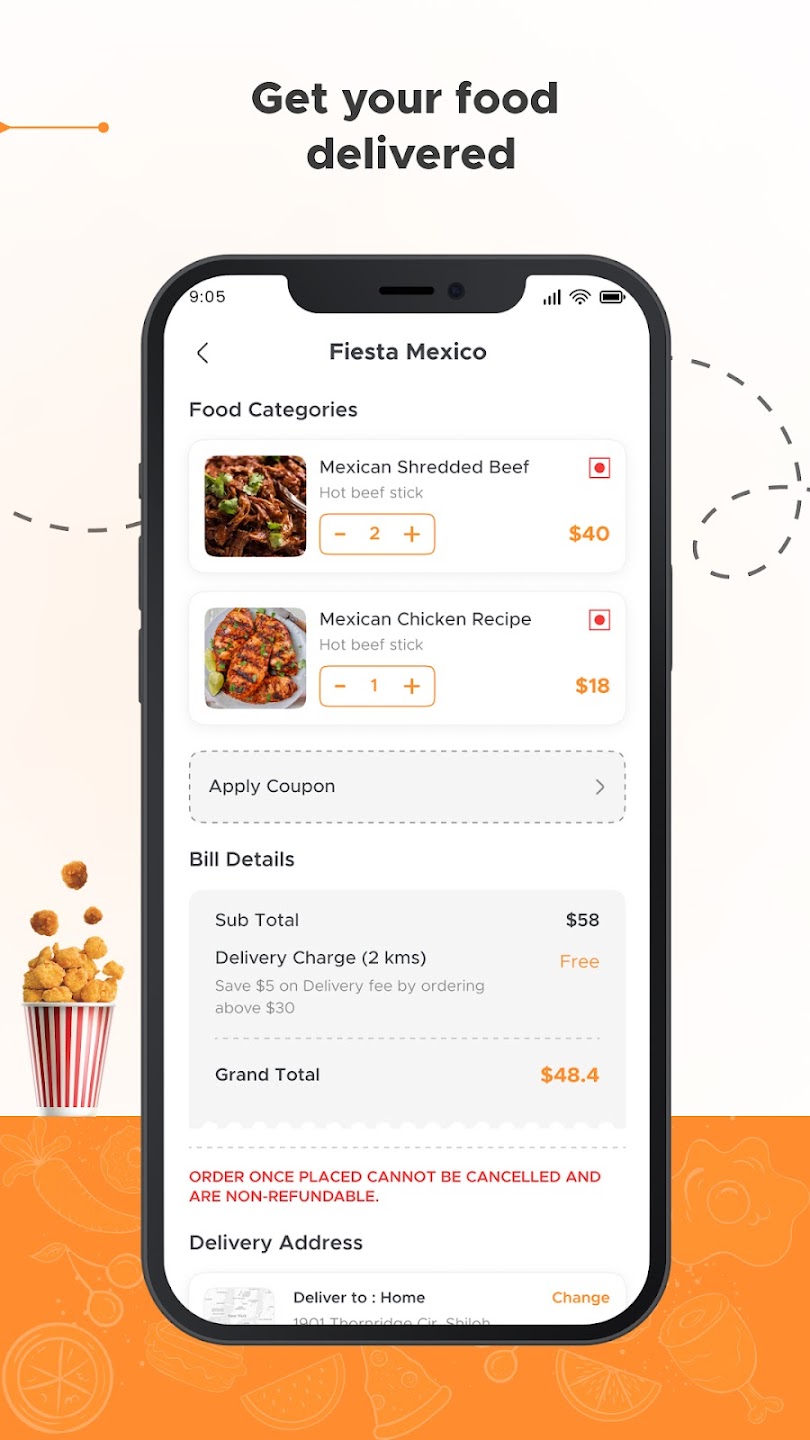 Get your food
delivered
9:05
Fiesta Mexico
Food Categories
Mexican Shredded Beef
Hot beef stick
- 2 +
$40
Mexican Chicken Recipe
Hot beef stick
- 1 +
$18
Apply Coupon
Bill Details
Sub Total $58
Delivery Charge (2 kms) Free
Save $5 on Delivery fee by ordering
above $30
Grand Total $48.4
ORDER ONCE PLACED CANNOT BE CANCELLED AND
ARE NON-REFUNDABLE.
Delivery Address
Deliver to : Home Change
1901 Thornridge Cir. Shiloh